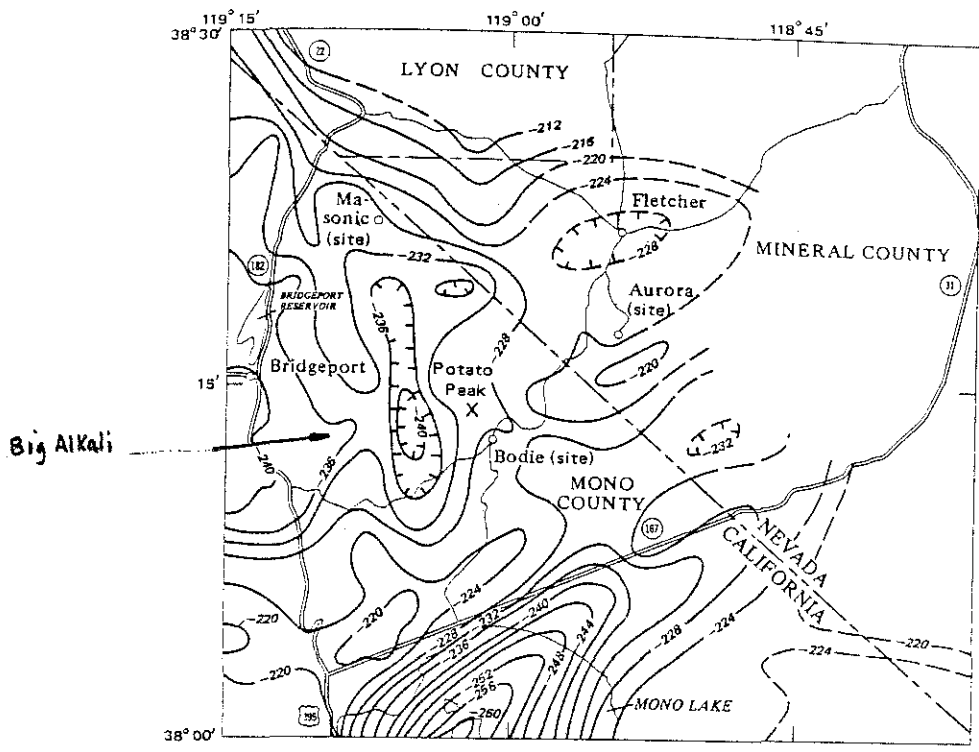 119° 15'
119° 00'
118° 45'
38° 30'
22
LYON COUNTY
-212
-216
-220
-224
Ma-
sonic
(site)
Fletcher
-228
MINERAL COUNTY
-232
182
31
BRIDGEPORT
RESERVOIR
Aurora
(site)
-236
-228
-220
Bridgeport
Potato
Peak
15'
Big Alkali
-240
-232
-240
-236
Bodie (site)
MONO
COUNTY
167
NEVADA
CALIFORNIA
-224
-220
-220
-228
-232
-236
-240
-244
-248
-228
-224
-220
-224
-220
-252
-256
-260
MONO LAKE
395
38° 00'